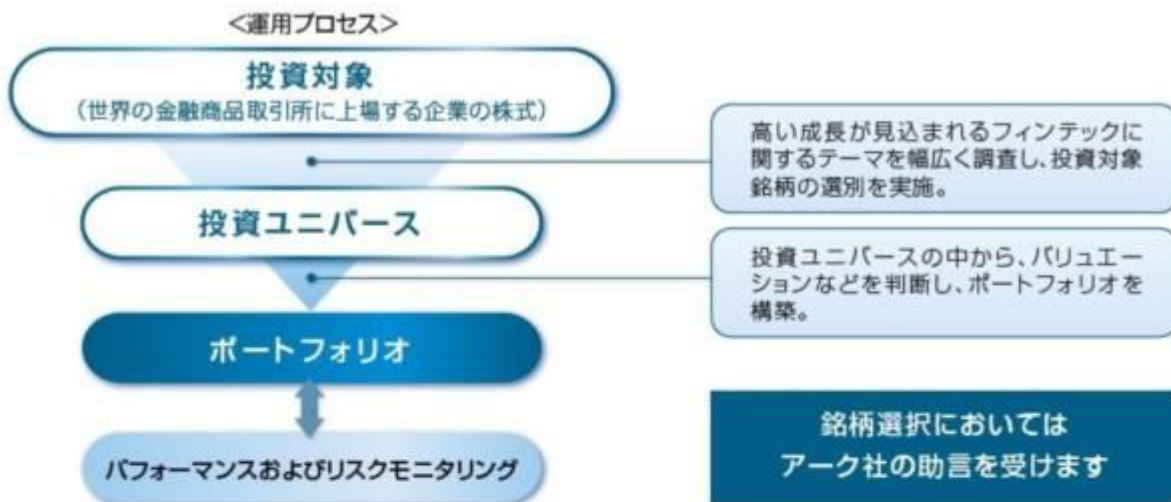 <運用プロセス>
投資対象
(世界の金融商品取引所に上場する企業の株式)
高い成長が見込まれるフィンテックに
関するテーマを幅広く調査し、投資対象
銘柄の選別を実施。
投資ユニバース
投資ユニバースの中から、バリュエー
ションなどを判断し、ポートフォリオを
構築。
ポートフォリオ
パフォーマンスおよびリスクモニタリング
銘柄選択においては
アーク社の助言を受けます